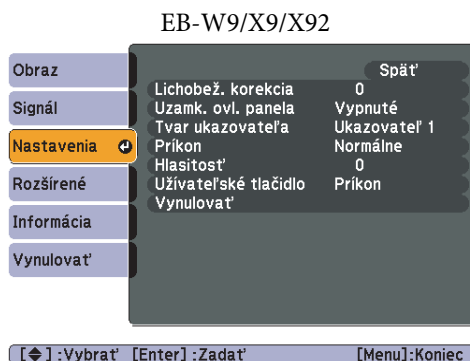 EB-W9/X9/X92
Obraz
Signál
Nastavenia
Rozšírené
Informácia
Vynulovať
Späť
Lichobež. korekcia 0
Uzamk. ovl. panela Vypnuté
Tvar ukazovateľa Ukazovateľ 1
Príkon Normálne
Hlasitosť 0
Užívateľské tlačidlo Príkon
Vynulovať
[◆] :Vybrať [Enter] :Zadať [Menu]:Koniec